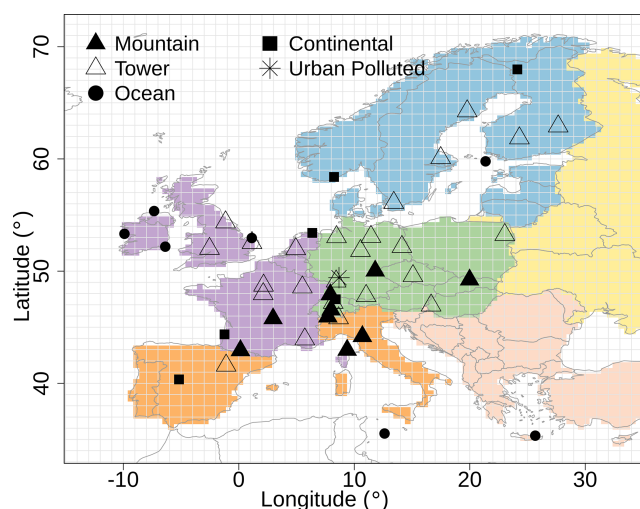 Mountain
Continental
Tower
Urban Polluted
Ocean
70
60
50
40
Latitude (°)
-10 0 10 20 30
Longitude (°)